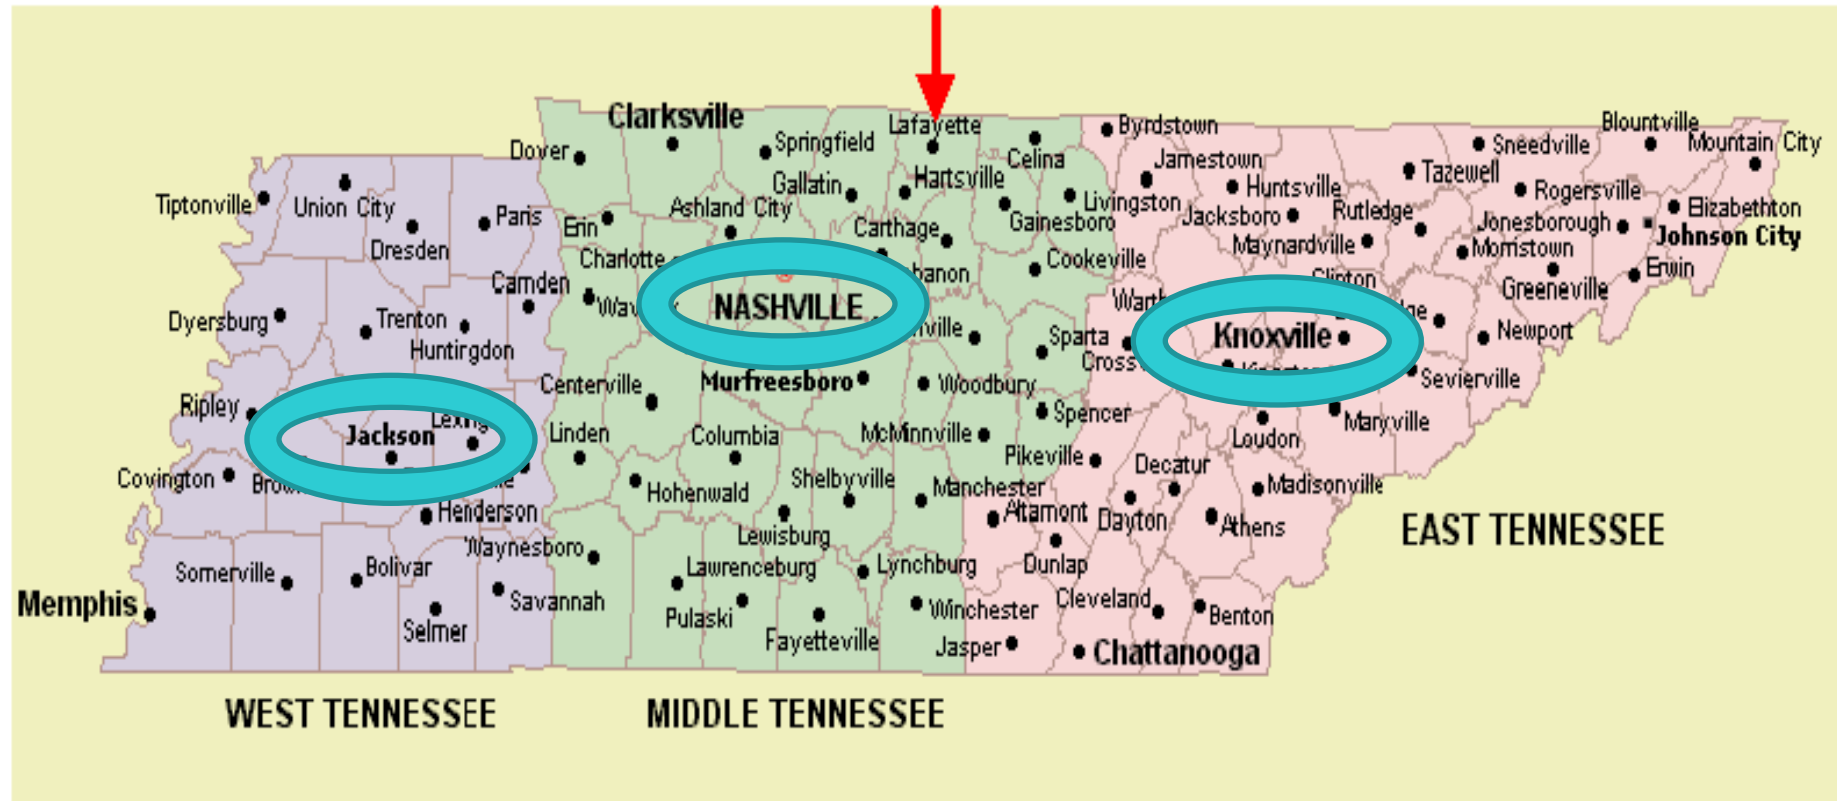 Clarksville
Lafayette
Springfield
Byrdstown
Blountville
Mountain City
Sneedville
Dover
Celina
Jamestown
Tazewell
Gallatin
Hartsville
Huntsville
Rogersville
Tiptonville
Union City
Paris
Ashland City
Livingston
Gainesboro
Jacksboro
Rutledge
Jonesborough
Elizabethton
Johnson City
Erin
Carthage
Dresden
Charlotte
Maynardville
Morristown
Cookeville
Erwin
Camden
Clinton
Greeneville
NASHVILLE
Dyersburg
Trenton
Huntingdon
Sparta
Knoxville
Newport
Centerville
Murfreesboro
Woodbury
Sevierville
Ripley
Jackson
Linden
Columbia
McMinnville
Spencer
Maryville
Loudon
Pikeville
Decatur
Covington
Hohenwald
Shelbyville
Manchester
Madisonville
Henderson
Altamont
Dayton
Athens
EAST TENNESSEE
Waynesboro
Lewisburg
Somerville
Bolivar
Lawrenceburg
Lynchburg
Dunlap
Memphis
Savannah
Pulaski
Winchester
Cleveland
Benton
Selmer
Fayetteville
Jasper
Chattanooga
WEST TENNESSEE
MIDDLE TENNESSEE